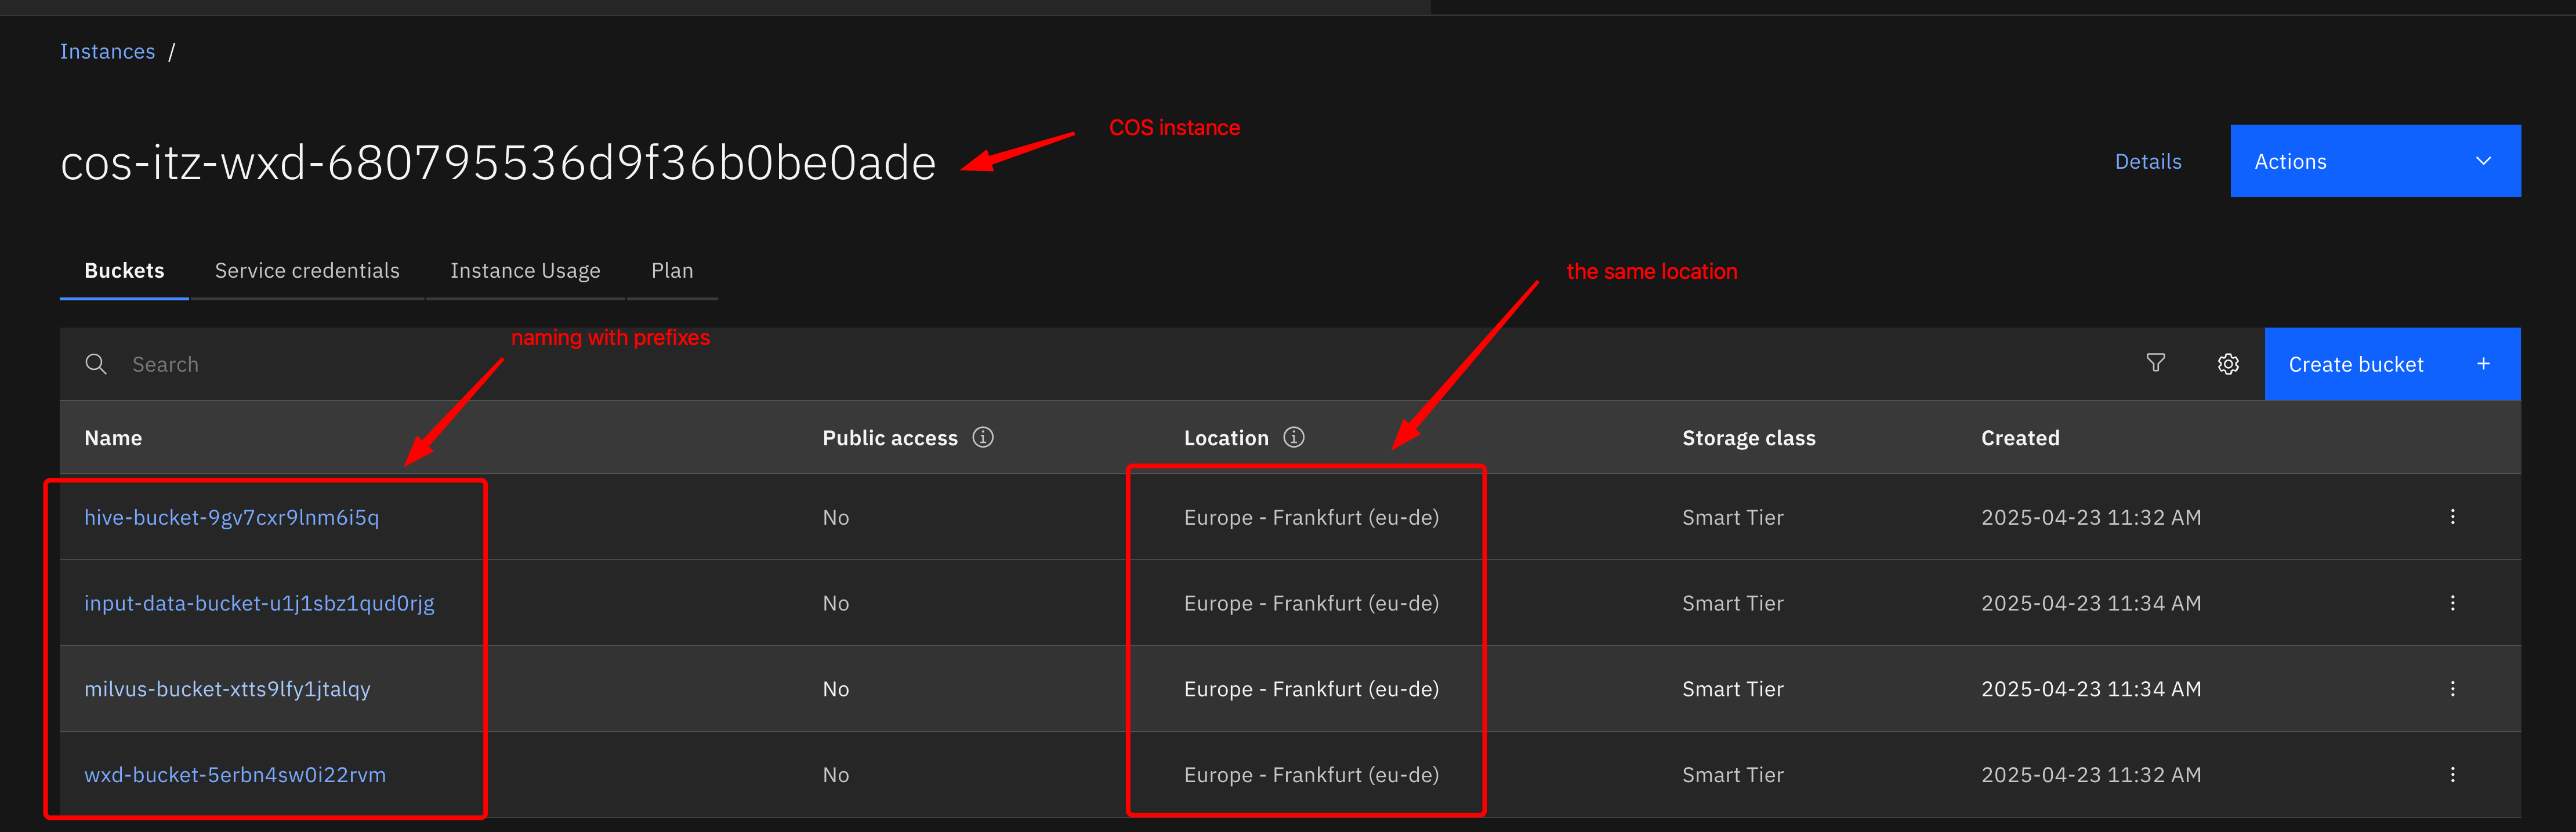 Instances /
COS instance
cos-itz-wxd-680795536d9f36b0be0ade
Details
Actions
the same location
Buckets Service credentials Instance Usage Plan
naming with prefixes
Search
Create bucket +
Name Public access Location Storage class Created
hive-bucket-9gv7cxr9lnm6i5q No Europe - Frankfurt (eu-de) Smart Tier 2025-04-23 11:32 AM
input-data-bucket-u1j1sbz1qud0rjg No Europe - Frankfurt (eu-de) Smart Tier 2025-04-23 11:34 AM
milvus-bucket-xtts9lfy1jtalqy No Europe - Frankfurt (eu-de) Smart Tier 2025-04-23 11:34 AM
wxd-bucket-5erbn4sw0i22rvm No Europe - Frankfurt (eu-de) Smart Tier 2025-04-23 11:32 AM